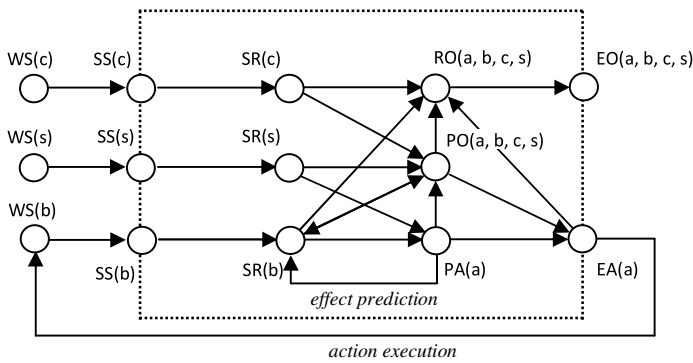 WS(c) SS(c) SR(c) RO(a, b, c, s) EO(a, b, c, s)
WS(s) SS(s) SR(s) PO(a, b, c, s)
WS(b)
SS(b) SR(b) PA(a) EA(a)
effect prediction
action execution